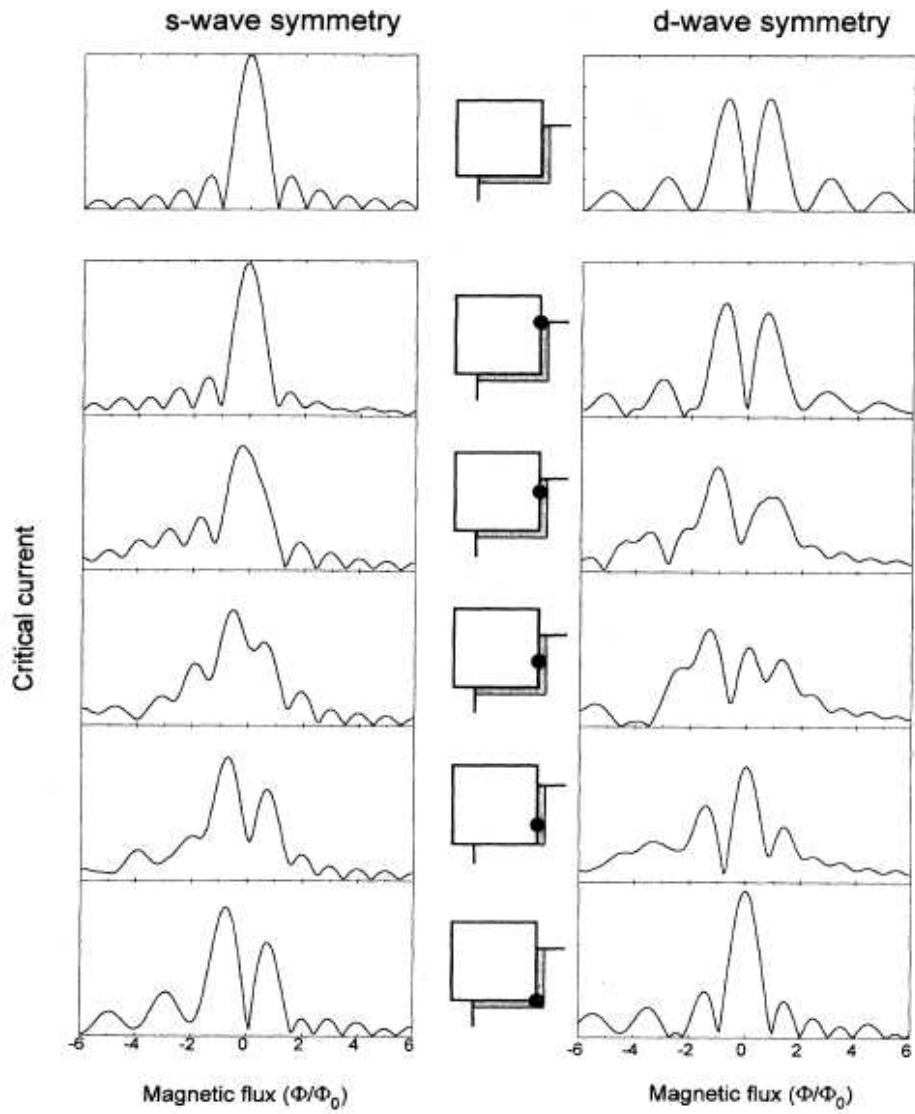 s-wave symmetry
d-wave symmetry
Critical current
-6 -4 -2 0 2 4 6
-6 -4 -2 0 2 4 6
Magnetic flux (Φ/Φ₀)
Magnetic flux (Φ/Φ₀)